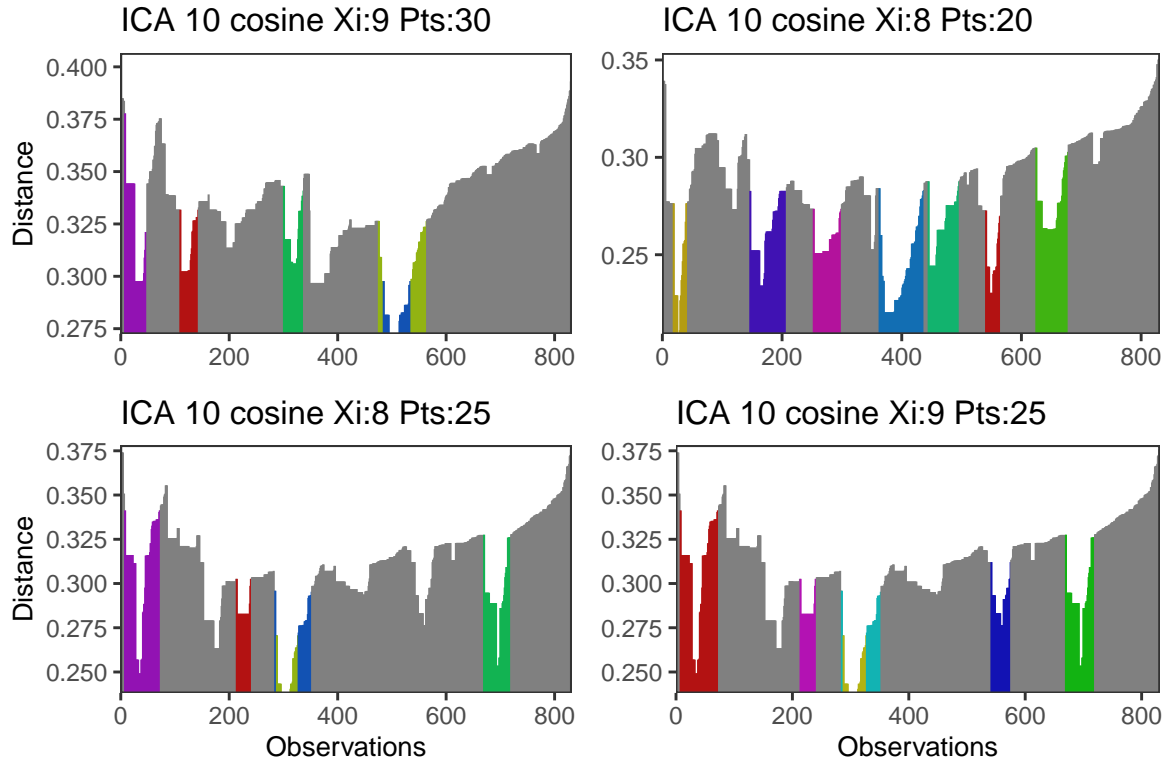 ICA 10 cosine Xi:9 Pts:30
0.400
0.375
0.350
0.325
0.300
0.275
Distance
0 200 400 600 800
ICA 10 cosine Xi:8 Pts:20
0.35
0.30
0.25
0 200 400 600 800
ICA 10 cosine Xi:8 Pts:25
0.375
0.350
0.325
0.300
0.275
0.250
Distance
0 200 400 600 800
Observations
ICA 10 cosine Xi:9 Pts:25
0.375
0.350
0.325
0.300
0.275
0.250
0 200 400 600 800
Observations